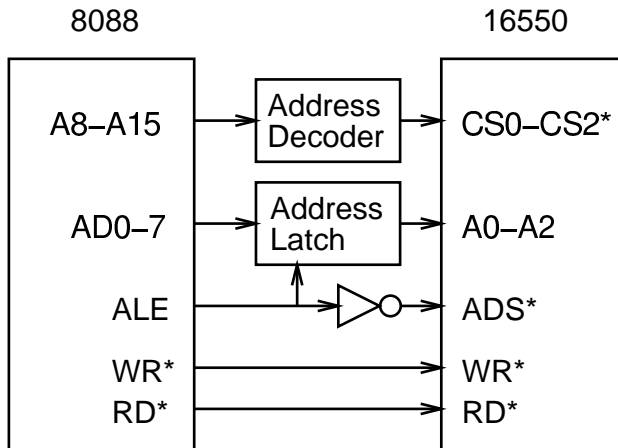 8088
16550
A8–A15
Address
Decoder
CS0–CS2*
AD0–7
Address
Latch
A0–A2
ALE
ADS*
WR*
WR*
RD*
RD*